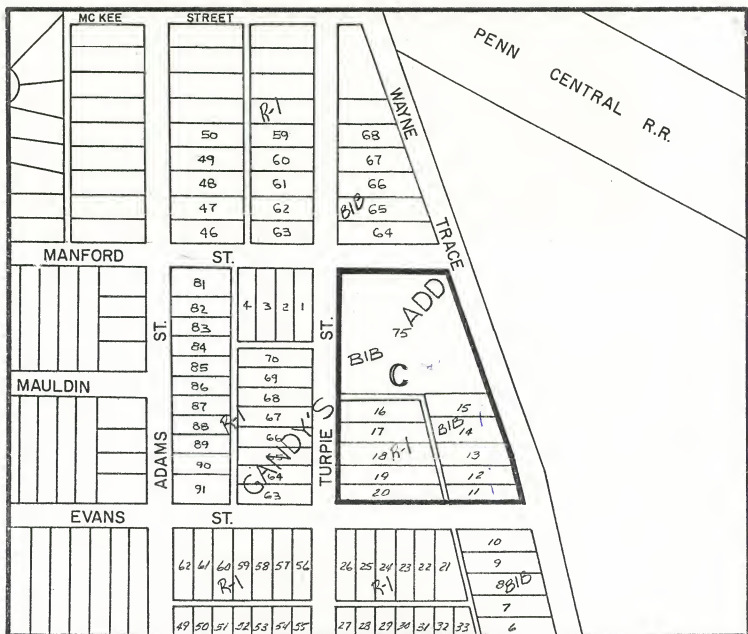 MC KEE STREET
PENN CENTRAL R.R.
WAYNE TRACE
R-1
50 59 68
49 60 67
48 61 66
47 62 B1B 65
46 63 64
MANFORD ST.
81
82
83
84
85
86
87
88
89
90
91
4 3 2 1
70
69
68
67
66
65
64
63
R-1
GANDY'S ADD
ST.
ADAMS
ST.
TURPIE
75
B1B
C
16
17
18 R-1
19
20
15
B1B 14
13
12
11
MAULDIN
EVANS ST.
62 61 60 59 58 57 56
R-1
26 25 24 23 22 21
R-1
10
9
8 B1B
7
6
49 50 51 52 53 54 55
27 28 29 30 31 32 33